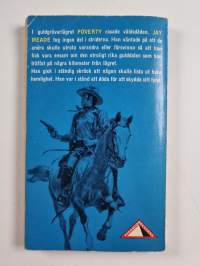 I guldgrävarlägret POVERTY rasade våldsdåden. JAY
MEADE tog ingen del i striderna. Han väntade på att de
andra skulle utrota varandra eller försvinna så att han
fick vara ensam om den otroligt rika guldådern som han
träffat på några kilometer från lägret.
Han gick i ständig skräck att någon skulle lista ut hans
hemlighet. Han var i stånd att döda för att skydda sitt fynd.